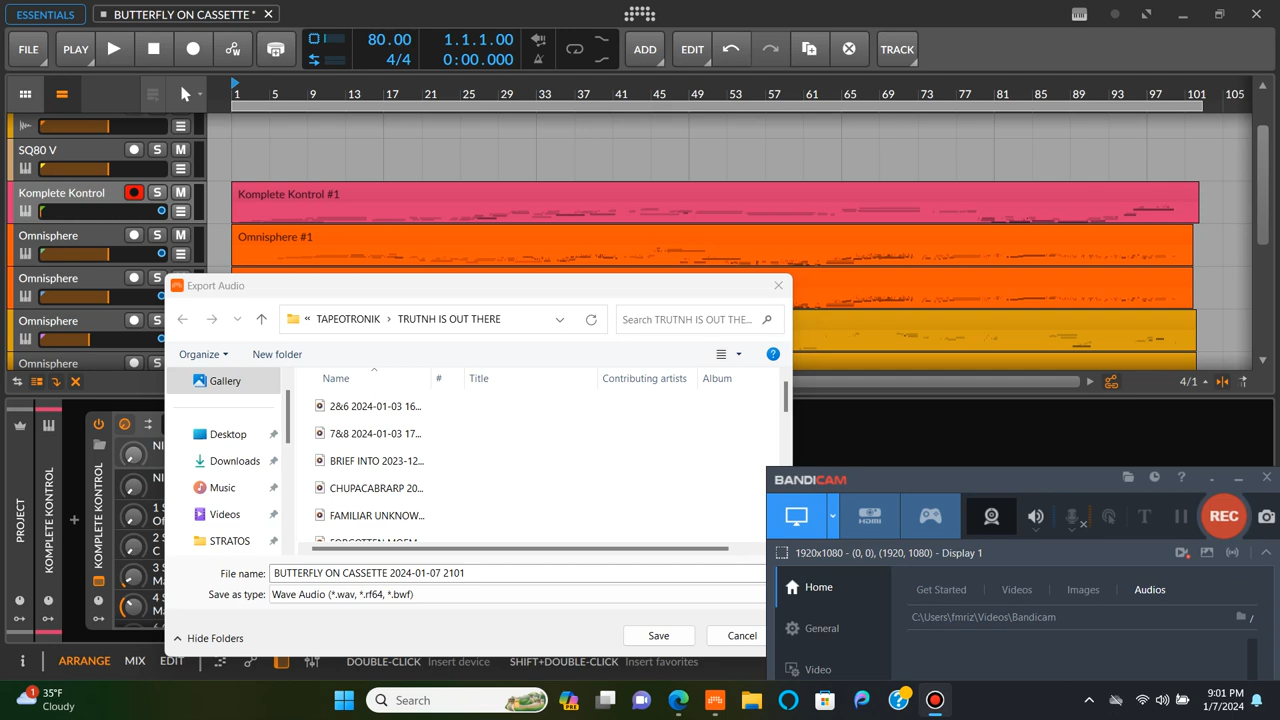 ESSENTIALS
BUTTERFLY ON CASSETTE *
FILE
PLAY
80.00
4/4
1.1.1.00
0:00.000
ADD
EDIT
TRACK
1 5 9 13 17 21 25 29 33 37 41 45 49 53 57 61 65 69 73 77 81 85 89 93 97 101 105
SQ80 V
S
M
Komplete Kontrol
S
M
Komplete Kontrol #1
Omnisphere
S
M
Omnisphere #1
Omnisphere
S
M
Omnisphere
S
M
Omnisphere
S
M
4/1
Export Audio
« TAPEOTRONIK > TRUTNH IS OUT THERE
Search TRUTNH IS OUT THE...
Organize
New folder
Gallery
Desktop
Downloads
Music
Videos
STRATOS
Name
#
Title
Contributing artists
Album
2&6 2024-01-03 16...
7&8 2024-01-03 17...
BRIEF INTO 2023-12...
CHUPACABRARP 20...
FAMILIAR UNKNOW...
File name: BUTTERFLY ON CASSETTE 2024-01-07 2101
Save as type: Wave Audio (*.wav, *.rf64, *.bwf)
Hide Folders
Save
Cancel
PROJECT
KOMPLETE KONTROL
KOMPLETE KONTROL
BANDICAM
HDMI
REC
1920x1080 - (0, 0), (1920, 1080) - Display 1
Home
General
Video
Get Started
Videos
Images
Audios
C:\Users\fmriz\Videos\Bandicam
ARRANGE
MIX
EDIT
DOUBLE-CLICK Insert device
SHIFT+DOUBLE-CLICK Insert favorites
1
35°F
Cloudy
Search
PRE
9:01 PM
1/7/2024